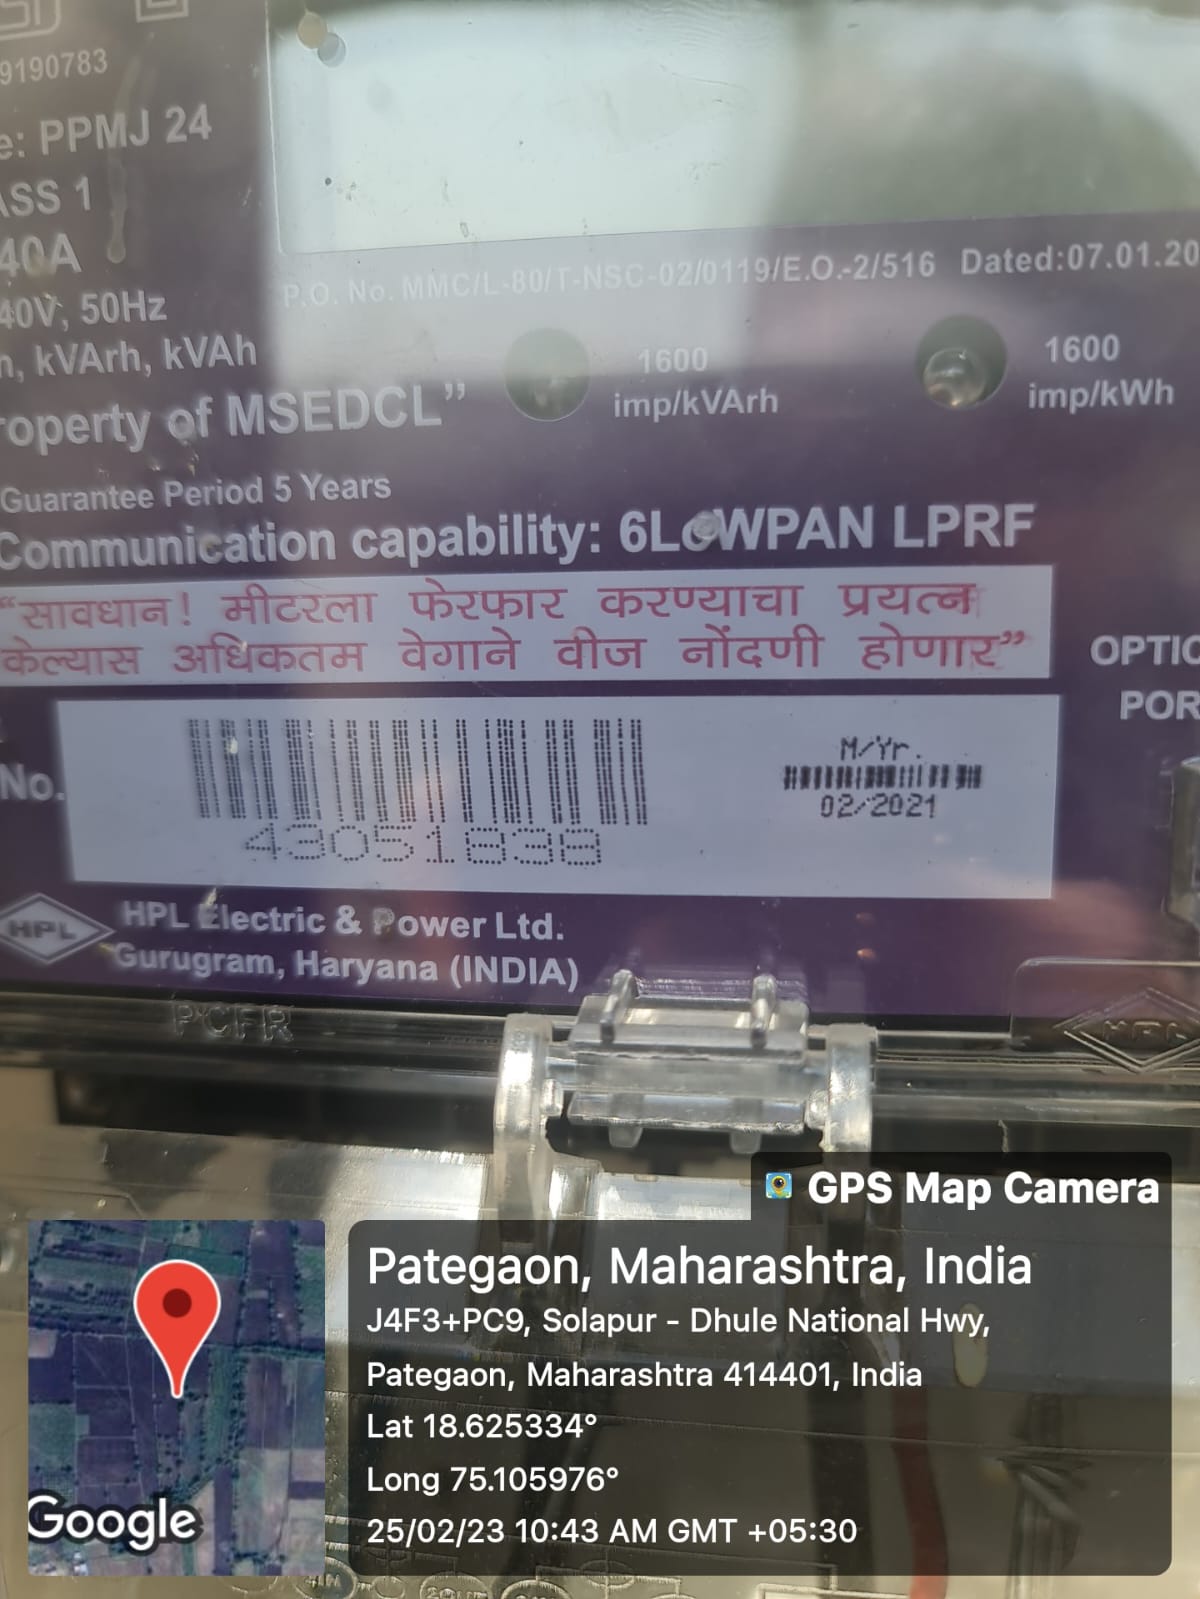 9190783
e: PPMJ 24
ASS 1
40A
40V, 50Hz
h, kVArh, kVAh
roperty of MSEDCL”
P.O. No. MMC/L-80/T-NSC-02/0119/E.O.-2/516 Dated:07.01.20
1600
imp/kVArh
1600
imp/kWh
Guarantee Period 5 Years
Communication capability: 6LoWPAN LPRF
“सावधान! मीटरला फेरफार करण्याचा प्रयत्न
केल्यास अधिकतम वेगाने वीज नोंदणी होणार”
OPTIC
POR
No.
43051838
M/Yr.
02/2021
HPL
HPL Electric & Power Ltd.
Gurugram, Haryana (INDIA)
PCFR
HPL
GPS Map Camera
Pategaon, Maharashtra, India
J4F3+PC9, Solapur - Dhule National Hwy,
Pategaon, Maharashtra 414401, India
Lat 18.625334°
Long 75.105976°
25/02/23 10:43 AM GMT +05:30
Google